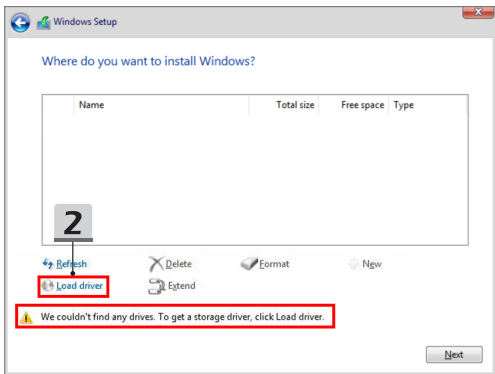 Windows Setup
Where do you want to install Windows?
Name Total size Free space Type
2
Refresh Delete Format New
Load driver Extend
We couldn't find any drives. To get a storage driver, click Load driver.
Next